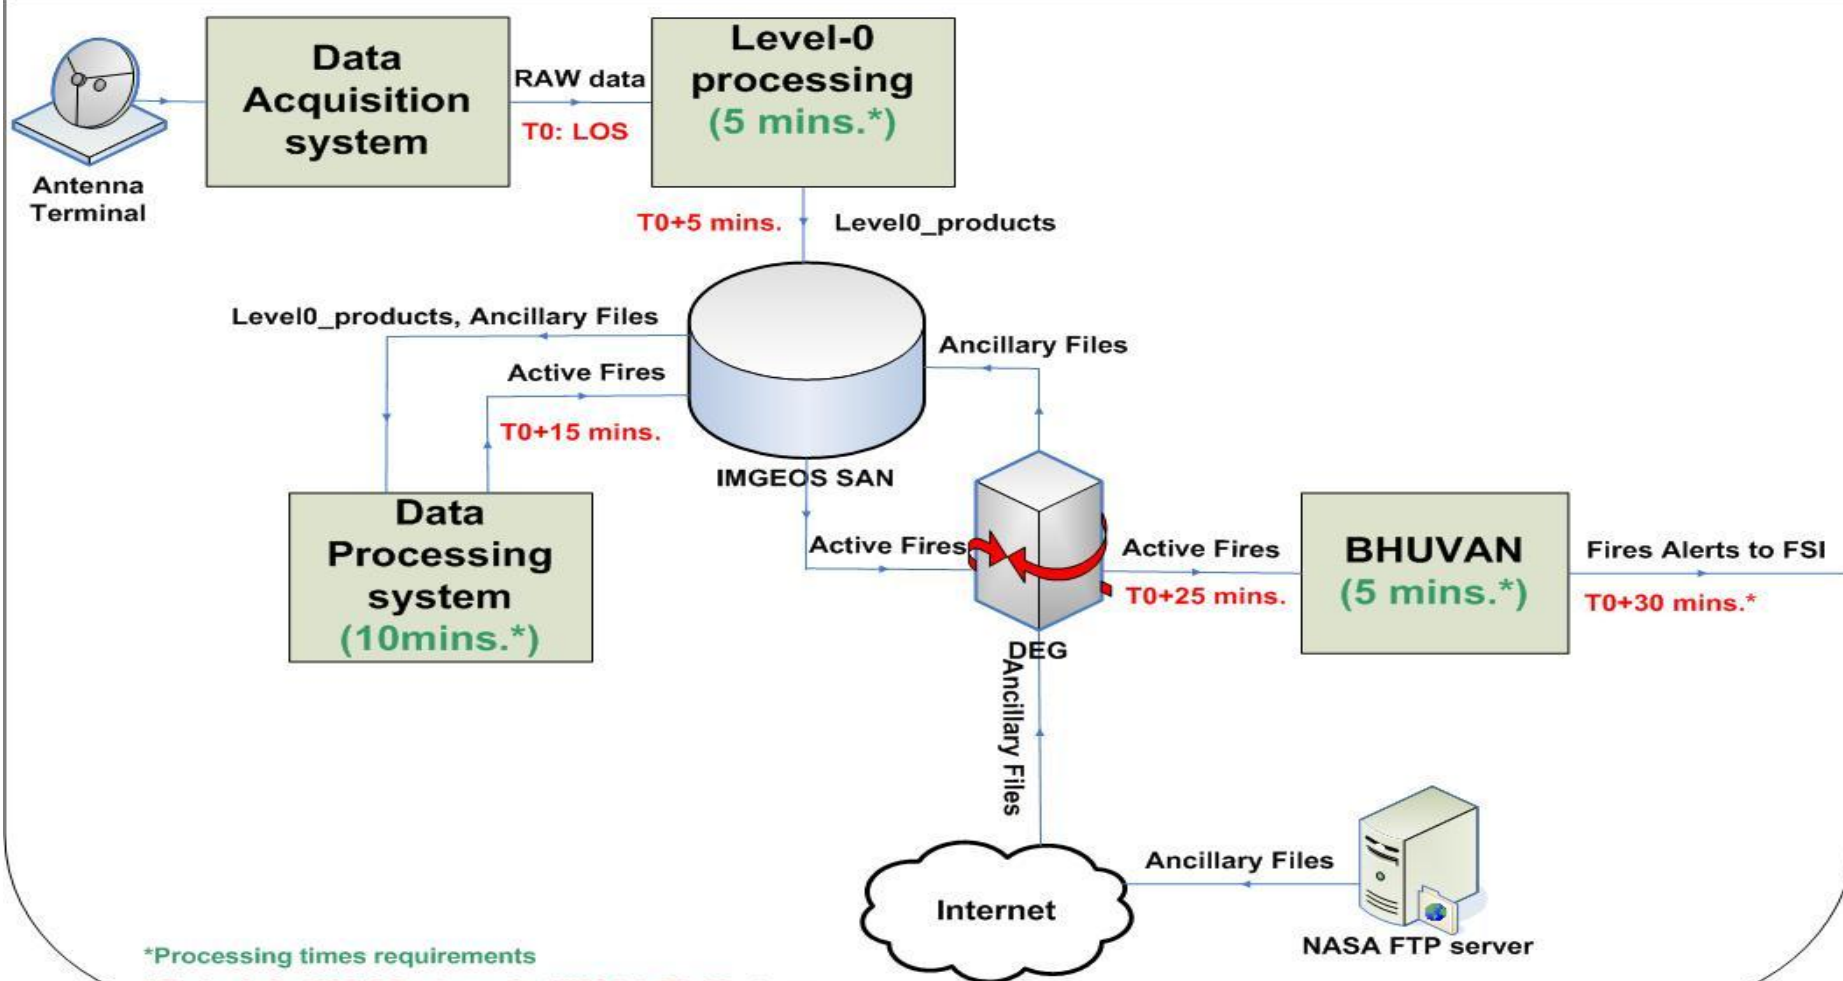 Data
Acquisition
system
RAW data
T0: LOS
Level-0
processing
(5 mins.*)
Antenna
Terminal
T0+5 mins.
Level0_products
Level0_products, Ancillary Files
Active Fires
T0+15 mins.
Ancillary Files
IMGEOS SAN
Data
Processing
system
(10mins.*)
Active Fires
DEG
Active Fires
T0+25 mins.
BHUVAN
(5 mins.*)
Fires Alerts to FSI
T0+30 mins.*
Ancillary Files
Internet
Ancillary Files
NASA FTP server
*Processing times requirements